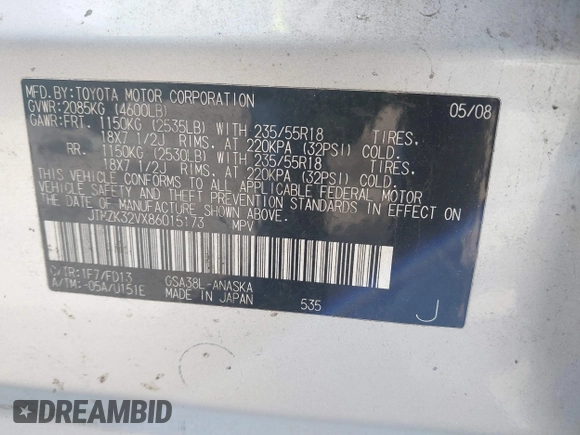 MFD.BY:TOYOTA MOTOR CORPORATION 05/08
GVWR:2085KG (4600LB)
GAWR:FRT. 1150KG (2535LB) WITH 235/55R18 TIRES,
18X7 1/2J RIMS, AT 220KPA (32PSI) COLD.
RR. 1150KG (2530LB) WITH 235/55R18 TIRES,
18X7 1/2J RIMS, AT 220KPA (32PSI) COLD.
THIS VEHICLE CONFORMS TO ALL APPLICABLE FEDERAL MOTOR
VEHICLE SAFETY AND THEFT PREVENTION STANDARDS IN EFFECT ON
THE DATE OF MANUFACTURE SHOWN ABOVE.
JTHZK32VX86015173 MPV
C/TR:1F7/FD13 GSA38L-ANASKA
A/TM:-05A/U151E MADE IN JAPAN 535 J
DREAMBID